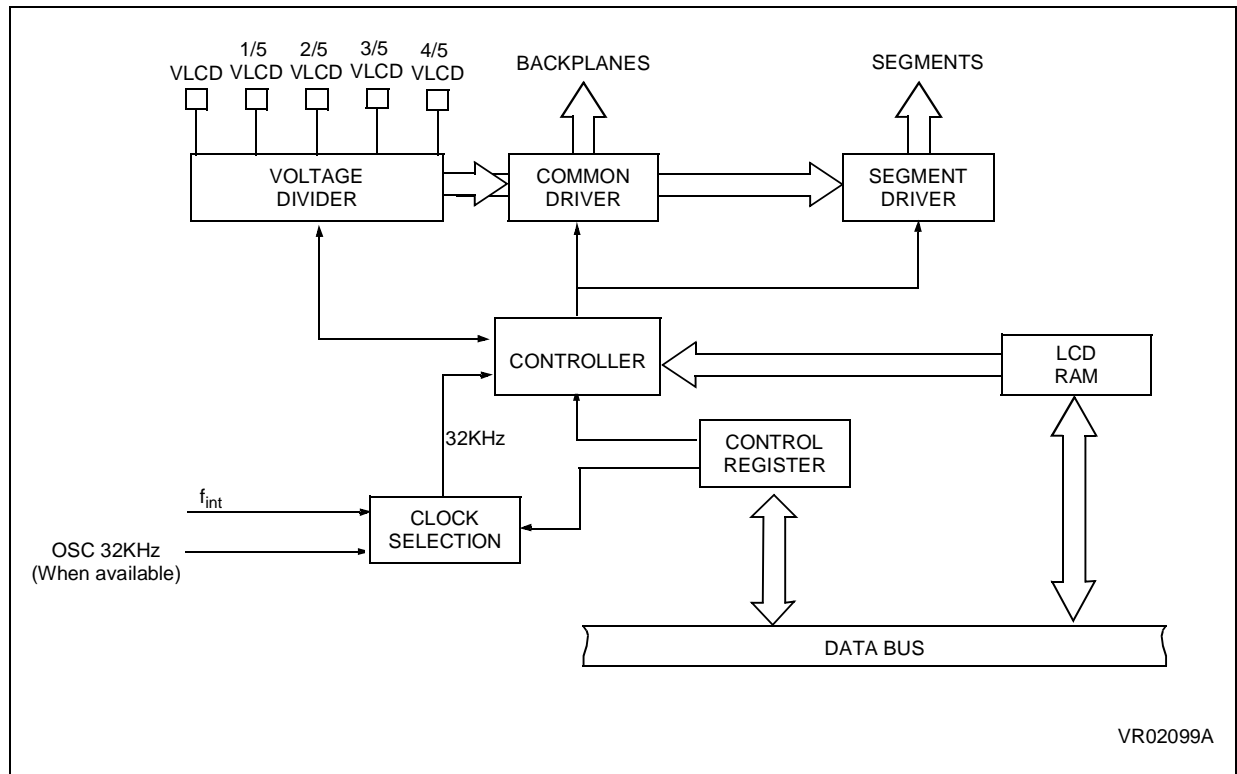 VLCD
1/5
VLCD
2/5
VLCD
3/5
VLCD
4/5
VLCD
BACKPLANES
SEGMENTS
VOLTAGE
DIVIDER
COMMON
DRIVER
SEGMENT
DRIVER
CONTROLLER
LCD
RAM
32KHz
CONTROL
REGISTER
fint
CLOCK
SELECTION
OSC 32KHz
(When available)
DATA BUS
VR02099A